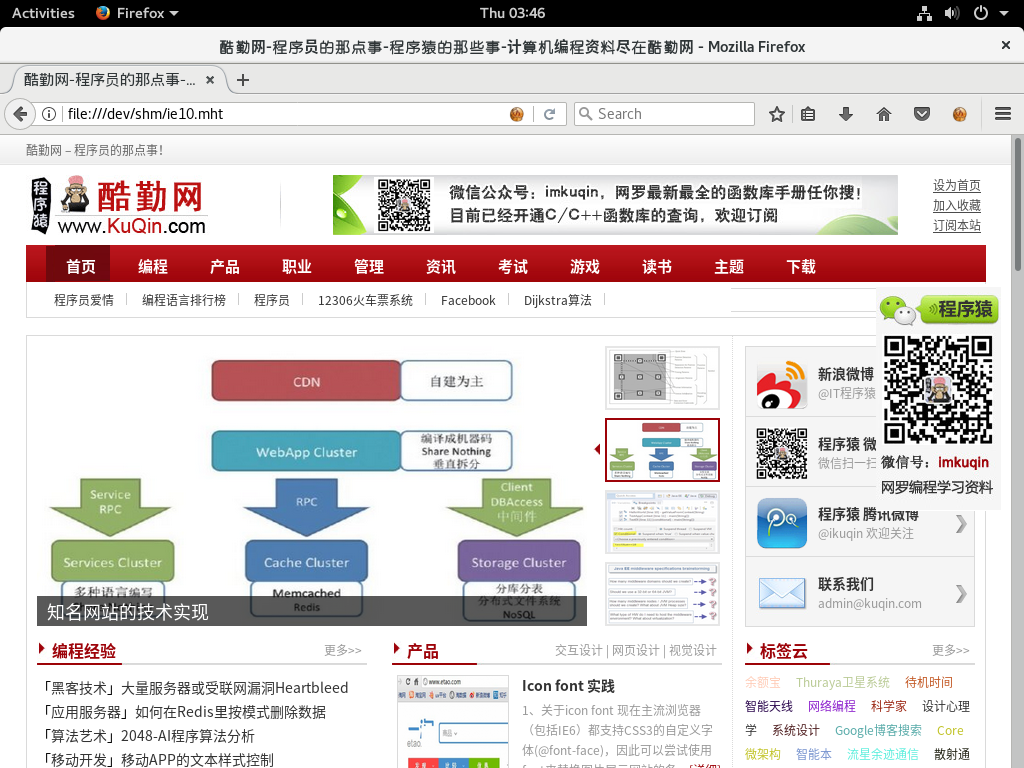 Activities Firefox Thu 03:46
酷勤网-程序员的那点事-程序猿的那些事-计算机编程资料尽在酷勤网 - Mozilla Firefox
酷勤网-程序员的那点事-...
file:///dev/shm/ie10.mht Search
酷勤网 – 程序员的那点事!
程序猿 酷勤网
www.KuQin.com
微信公众号：imkuqin，网罗最新最全的函数库手册任你搜！
目前已经开通C/C++函数库的查询，欢迎订阅
设为首页
加入收藏
订阅本站
首页 编程 产品 职业 管理 资讯 考试 游戏 读书 主题 下载
程序员爱情 编程语言排行榜 程序员 12306火车票系统 Facebook Dijkstra算法
程序猿
微信号：imkuqin
网罗编程学习资料
CDN 自建为主
WebApp Cluster 编译成机器码
Share Nothing
垂直拆分
Service
RPC
RPC
Client
DBAccess
中间件
Services Cluster Cache Cluster Storage Cluster
多种语言编写
Memcached
Redis
分库分表
分布式文件系统
NoSQL
知名网站的技术实现
新浪微博
@IT程序猿
程序猿 微
微信扫一扫
程序猿 腾讯微博
@ikuqin 欢迎关注
联系我们
admin@kuqin.com
编程经验 更多>>
「黑客技术」大量服务器或受联网漏洞Heartbleed
「应用服务器」如何在Redis里按模式删除数据
「算法艺术」2048-AI程序算法分析
「移动开发」移动APP的文本样式控制
产品 交互设计 | 网页设计 | 视觉设计
www.etao.com
Icon font 实践
1、关于icon font 现在主流浏览器
（包括IE6）都支持CSS3的自定义字
体(@font-face)，因此可以尝试使用
标签云 更多>>
余额宝 Thuraya卫星系统 待机时间
智能天线 网络编程 科学家 设计心理
学 系统设计 Google博客搜索 Core
微架构 智能本 流星余迹通信 散射通